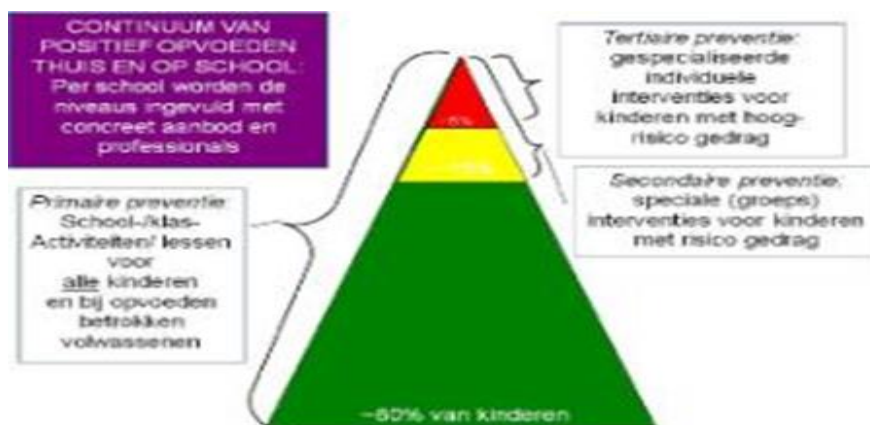 CONTINUUM VAN
POSITIEF OPVOEDEN
THUIS EN OP SCHOOL:
Per school worden de
niveaus ingevuld met
concreet aanbod en
professionals
Tertiaire preventie:
gespecialiseerde
individuele
interventies voor
kinderen met hoog-
risico gedrag
~5%
Secondaire preventie:
speciale (groeps)
interventies voor kinderen
met risico gedrag
Primaire preventie:
School-/klas-
Activiteiten/ lessen
voor
alle kinderen
en bij opvoeden
betrokken
volwassenen
~80% van kinderen